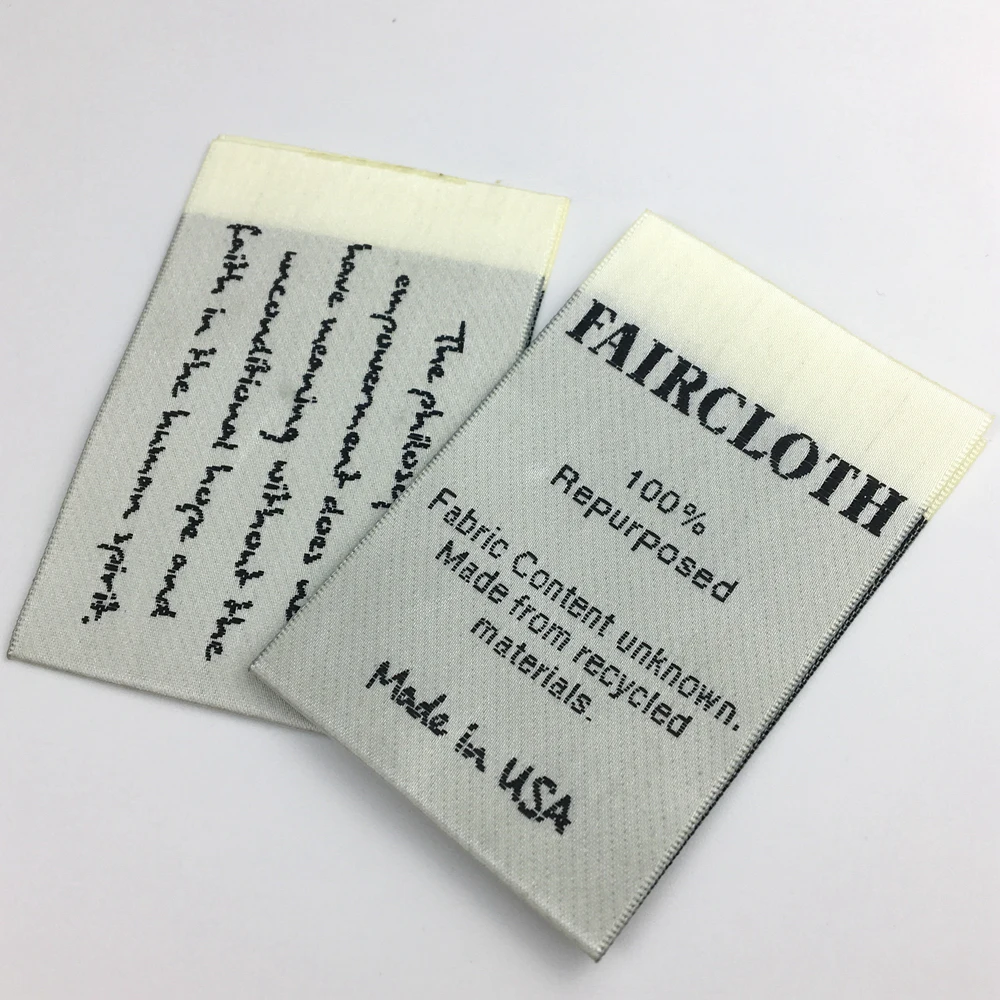 The philoso
empowerment does n
have meaning without the
unconditional hope and
faith in the human spirit.
FAIRCLOTH
100%
Repurposed
Fabric Content unknown.
Made from recycled
materials.
Made in USA